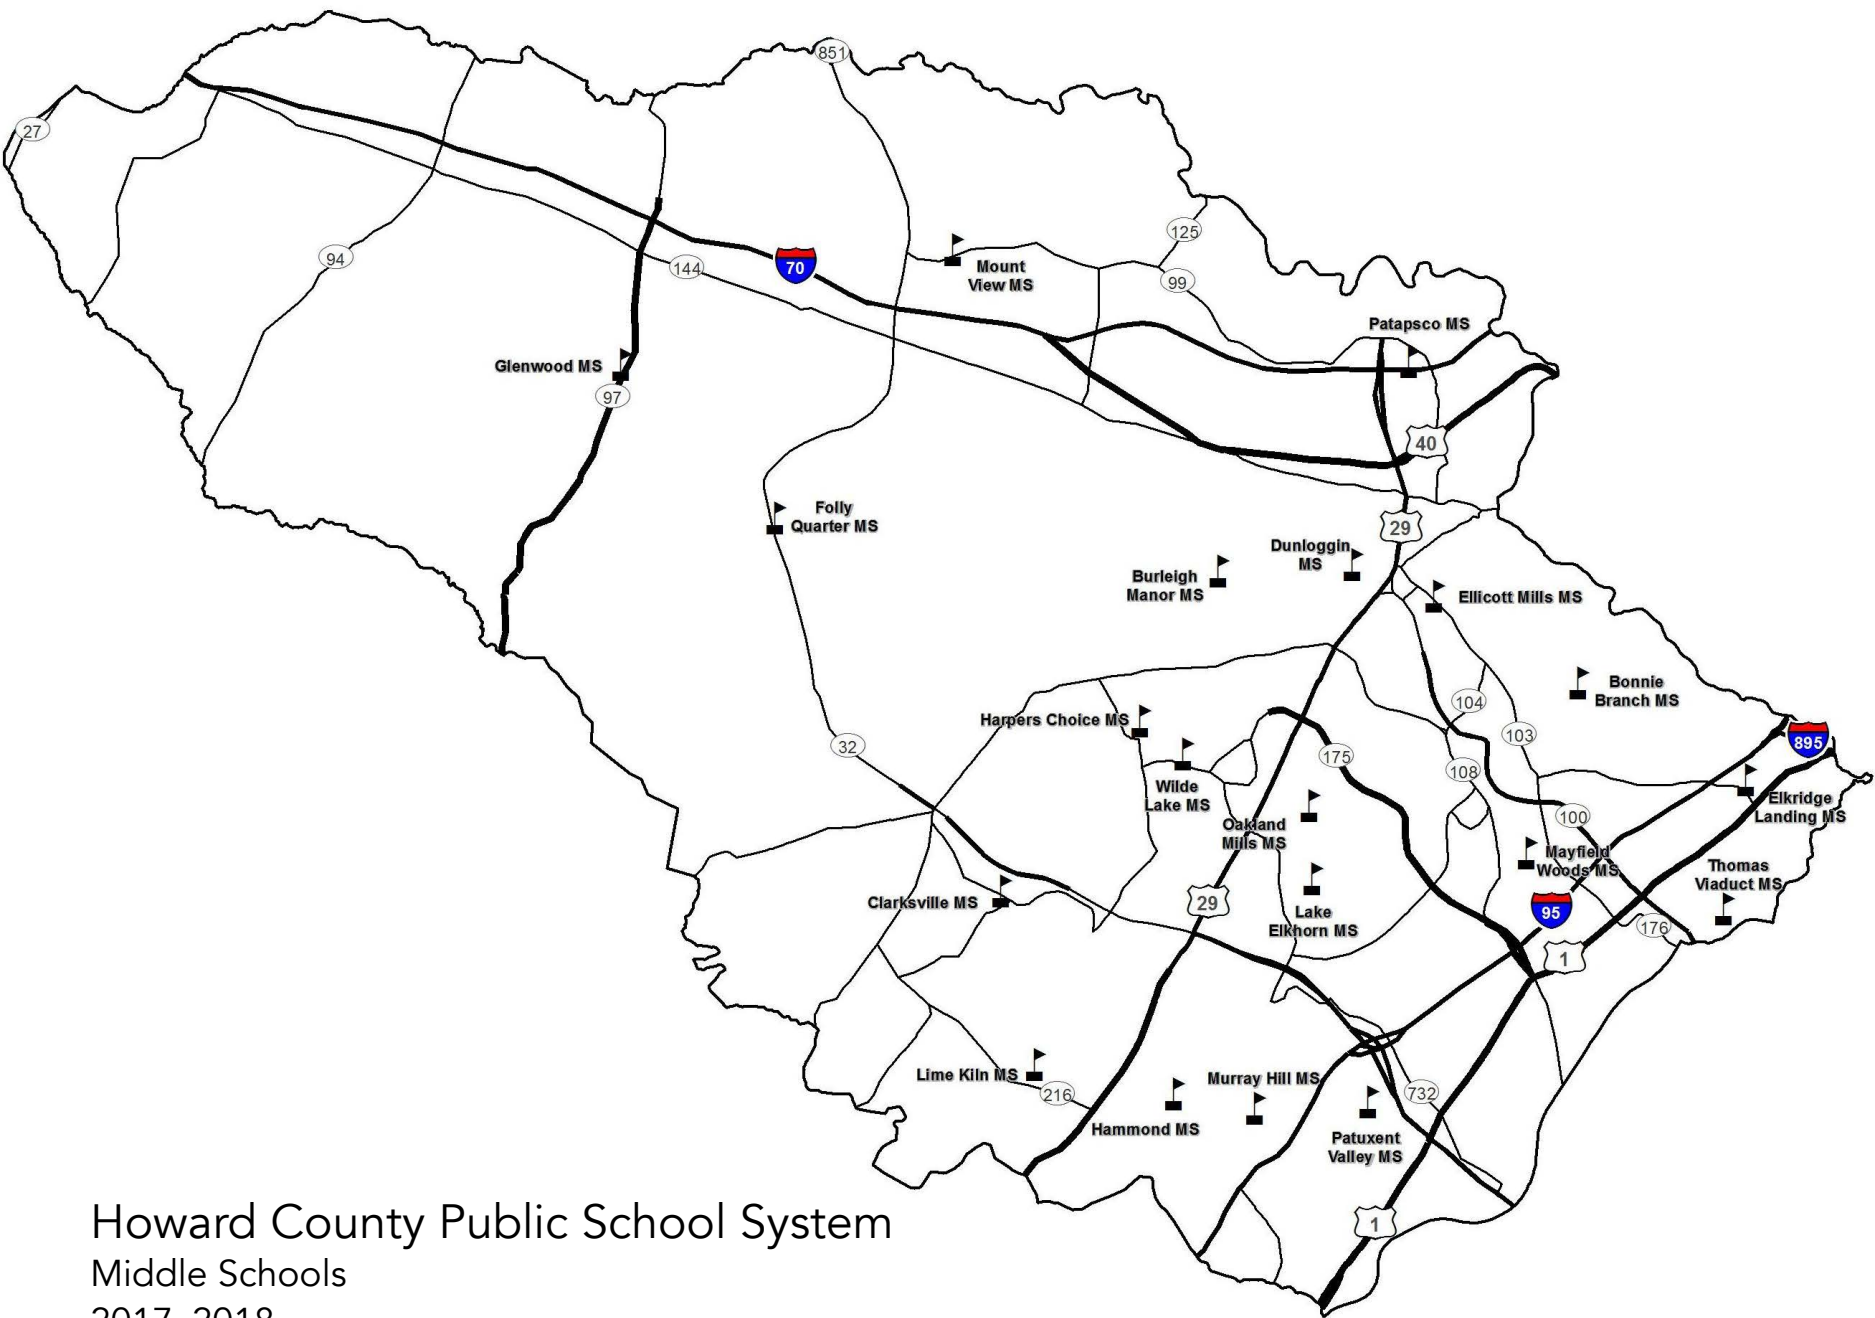 851
27
125
94
144
70
Mount
View MS
99
Patapsco MS
Glenwood MS
97
40
Folly
Quarter MS
29
Dunloggin
MS
Burleigh
Manor MS
Ellicott Mills MS
Bonnie
Branch MS
104
Harpers Choice MS
103
32
895
175
108
Wilde
Lake MS
Elkridge
Landing MS
100
Oakland
Mills MS
Mayfield
Woods MS
Thomas
Viaduct MS
Clarksville MS
29
95
Lake
Elkhorn MS
176
1
Lime Kiln MS
216
Murray Hill MS
732
Hammond MS
Patuxent
Valley MS
1
Howard County Public School System
Middle Schools
2017–2018